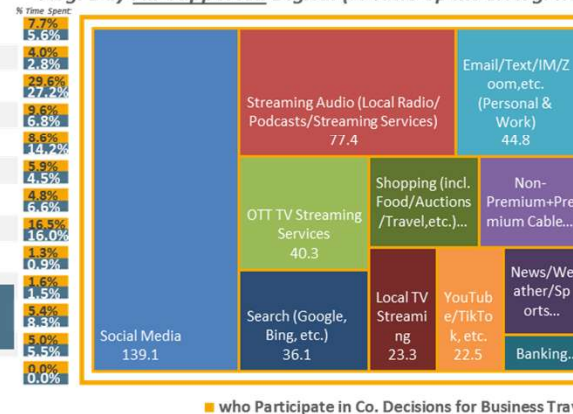 % Time Spent:
7.7%
5.6%
4.0%
2.8%
29.6%
27.2%
9.6%
6.8%
8.6%
14.2%
5.9%
4.5%
4.8%
6.6%
16.5%
16.0%
1.3%
0.9%
1.6%
1.5%
5.4%
8.3%
5.0%
5.5%
0.0%
0.0%
Social Media
139.1
Streaming Audio (Local Radio/
Podcasts/Streaming Services)
77.4
Email/Text/IM/Z
oom,etc.
(Personal &
Work)
44.8
OTT TV Streaming
Services
40.3
Shopping (incl.
Food/Auctions
/Travel,etc.)...
Non-
Premium+Pre
mium Cable...
Search (Google,
Bing, etc.)
36.1
Local TV
Streami
ng
23.3
YouTub
e/TikTo
k, etc.
22.5
News/We
ather/Sp
orts...
Banking...
who Participate in Co. Decisions for Business Trav